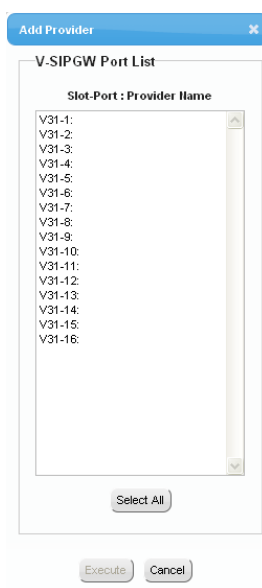 Add Provider
V-SIPGW Port List
Slot-Port : Provider Name
V31-1:
V31-2:
V31-3:
V31-4:
V31-5:
V31-6:
V31-7:
V31-8:
V31-9:
V31-10:
V31-11:
V31-12:
V31-13:
V31-14:
V31-15:
V31-16:
Select All
Execute Cancel